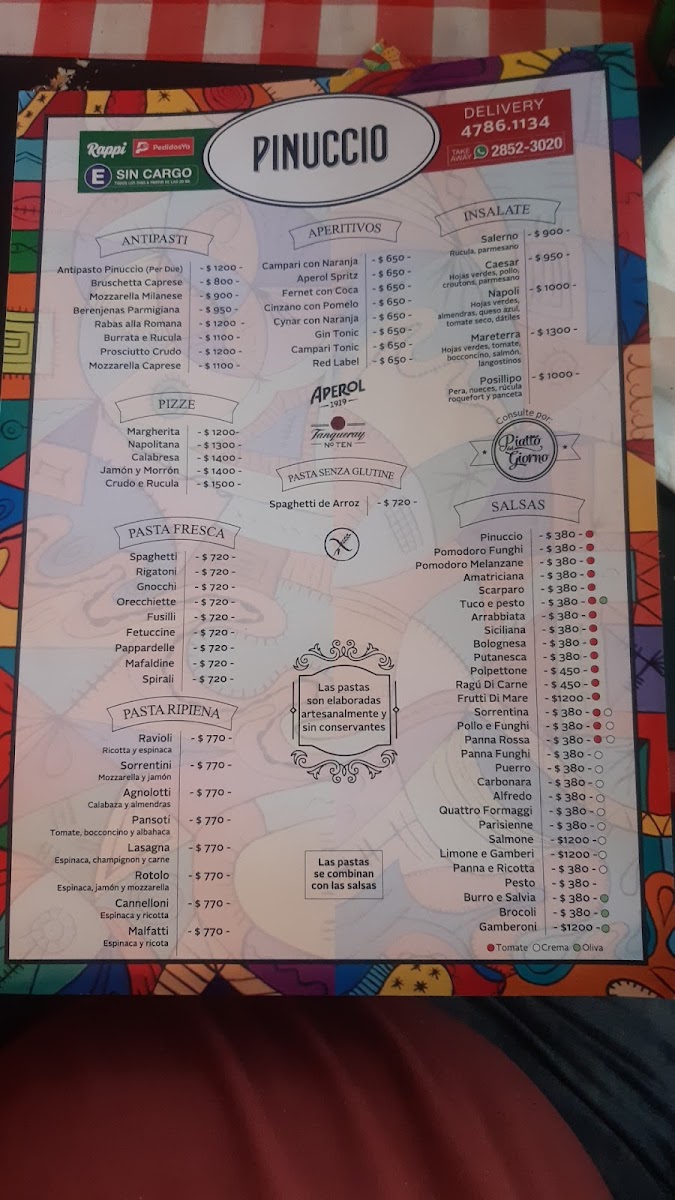 Rappi PedidosYa
E SIN CARGO
PINUCCIO
DELIVERY
4786.1134
TAKE AWAY 2852-3020
ANTIPASTI
Antipasto Pinuccio (Per Due) - $ 1200 -
Bruschetta Caprese - $ 800 -
Mozzarella Milanese - $ 900 -
Berenjenas Parmigiana - $ 950 -
Rabas alla Romana - $ 1200 -
Burrata e Rucula - $ 1100 -
Prosciutto Crudo - $ 1200 -
Mozzarella Caprese - $ 1100 -
PIZZE
Margherita - $ 1200-
Napolitana - $ 1300 -
Calabresa - $ 1400 -
Jamón y Morrón - $ 1400 -
Crudo e Rucula - $ 1500 -
PASTA FRESCA
Spaghetti - $ 720 -
Rigatoni - $ 720 -
Gnocchi - $ 720 -
Orecchiette - $ 720 -
Fusilli - $ 720 -
Fetuccine - $ 720 -
Pappardelle - $ 720 -
Mafaldine - $ 720 -
Spirali - $ 720 -
PASTA RIPIENA
Ravioli - $ 770 -
Ricotta y espinaca
Sorrentini - $ 770 -
Mozzarella y jamón
Agnolotti - $ 770 -
Calabaza y almendras
Pansoti - $ 770 -
Tomate, bocconcino y albahaca
Lasagna - $ 770 -
Espinaca, champignon y carne
Rotolo - $ 770 -
Espinaca, jamón y mozzarella
Cannelloni - $ 770 -
Espinaca y ricotta
Malfatti - $ 770 -
Espinaca y ricota
APERITIVOS
Campari con Naranja - $ 650 -
Aperol Spritz - $ 650 -
Fernet con Coca - $ 650 -
Cinzano con Pomelo - $ 650 -
Cynar con Naranja - $ 650 -
Gin Tonic - $ 650 -
Campari Tonic - $ 650 -
Red Label - $ 650 -
APEROL
-1919-
Tanqueray
Nº TEN
PASTA SENZA GLUTINE
Spaghetti de Arroz - $ 720 -
Las pastas
son elaboradas
artesanalmente y
sin conservantes
Las pastas
se combinan
con las salsas
INSALATE
Salerno - $ 900 -
Rucula, parmesano
Caesar - $ 950 -
Hojas verdes, pollo,
croutons, parmesano
Napoli - $ 1000 -
Hojas verdes,
almendras, queso azul,
tomate seco, dátiles
Mareterra - $ 1300 -
Hojas verdes, tomate,
bocconcino, salmón,
langostinos
Posillipo - $ 1000 -
Pera, nueces, rúcula
roquefort y panceta
Consulte por:
Piatto
del
Giorno
SALSAS
Pinuccio - $ 380 -
Pomodoro Funghi - $ 380 -
Pomodoro Melanzane - $ 380 -
Amatriciana - $ 380 -
Scarparo - $ 380 -
Tuco e pesto - $ 380 -
Arrabbiata - $ 380 -
Siciliana - $ 380 -
Bolognesa - $ 380 -
Putanesca - $ 380 -
Polpettone - $ 450 -
Ragú Di Carne - $ 450 -
Frutti Di Mare - $1200 -
Sorrentina - $ 380 -
Pollo e Funghi - $ 380 -
Panna Rossa - $ 380 -
Panna Funghi - $ 380 -
Puerro - $ 380 -
Carbonara - $ 380 -
Alfredo - $ 380 -
Quattro Formaggi - $ 380 -
Parisienne - $ 380 -
Salmone - $1200 -
Limone e Gamberi - $1200 -
Panna e Ricotta - $ 380 -
Pesto - $ 380 -
Burro e Salvia - $ 380 -
Brocoli - $ 380 -
Gamberoni - $1200 -
Tomate Crema Oliva